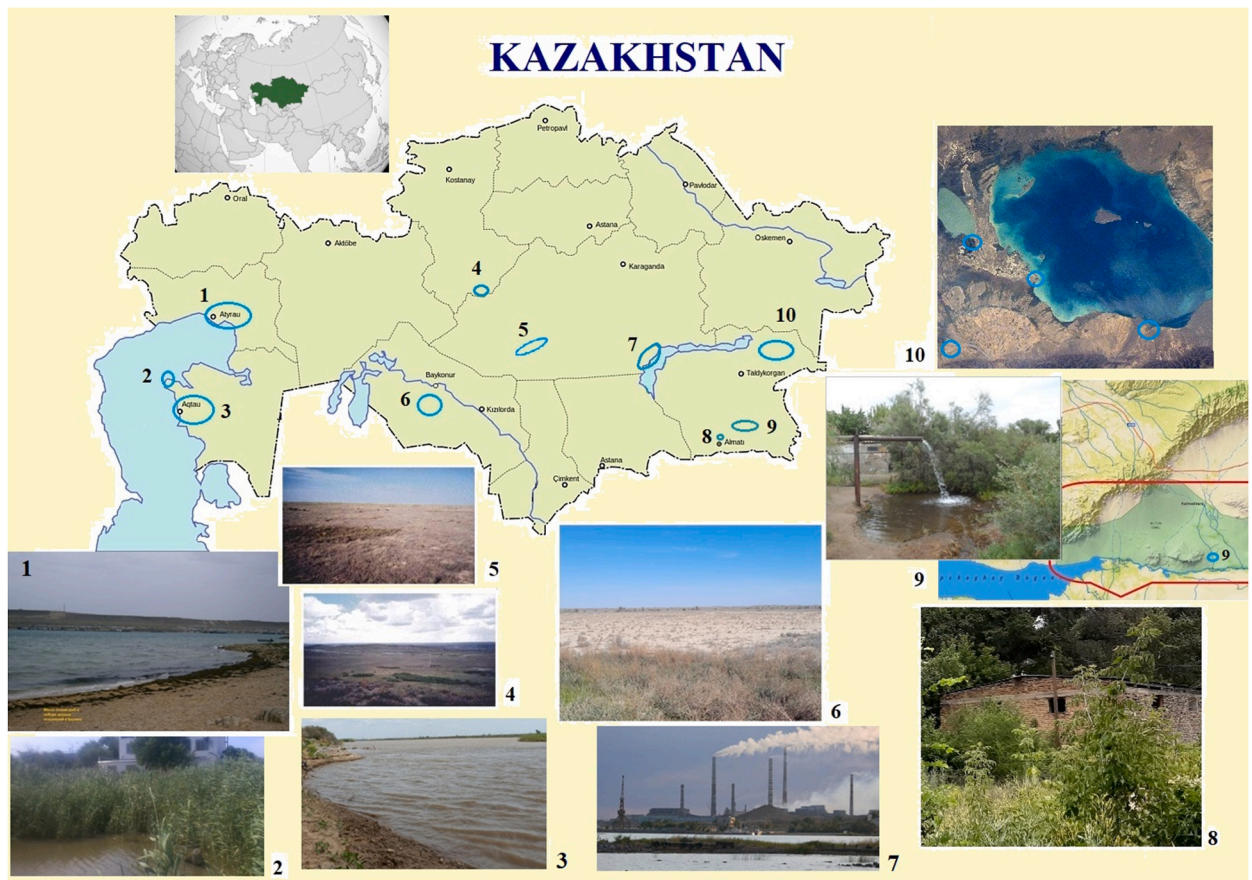 KAZAKHSTAN
Petropavl
Kostanay
Pavlodar
Oral
Astana
Öskemen
Aktöbe
Karaganda
4
1
Atyrau
10
5
7
10
2
Taldykorgan
Baykonur
Aqtau
3
6
Kızılorda
9
8
Almatı
Astana
Çimkent
1
5
9
9
4
6
2
3
7
8